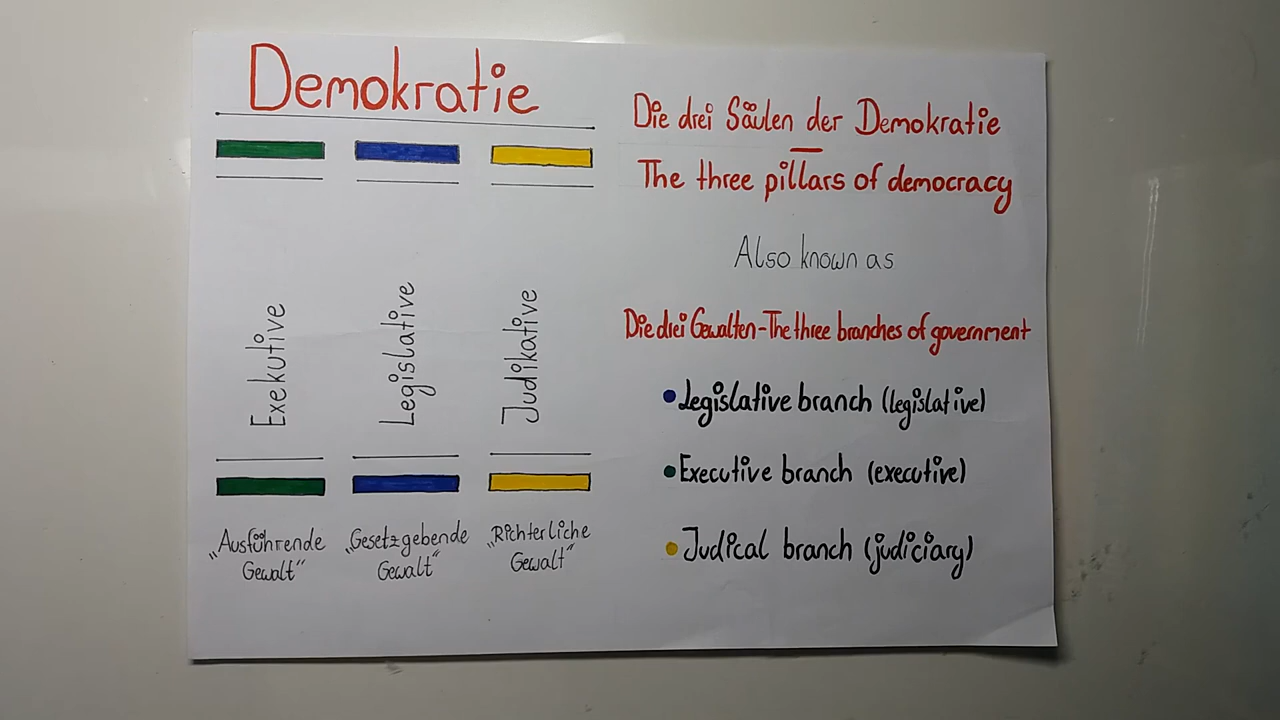 Demokratie
Exekutive
Legislative
Judikative
„Ausführende
Gewalt“
„Gesetzgebende
Gewalt“
„Richterliche
Gewalt“
Die drei Säulen der Demokratie
–
The three pillars of democracy
Also known as
Die drei Gewalten-The three branches of government
•Legislative branch (legislative)
•Executive branch (executive)
•Judical branch (judiciary)